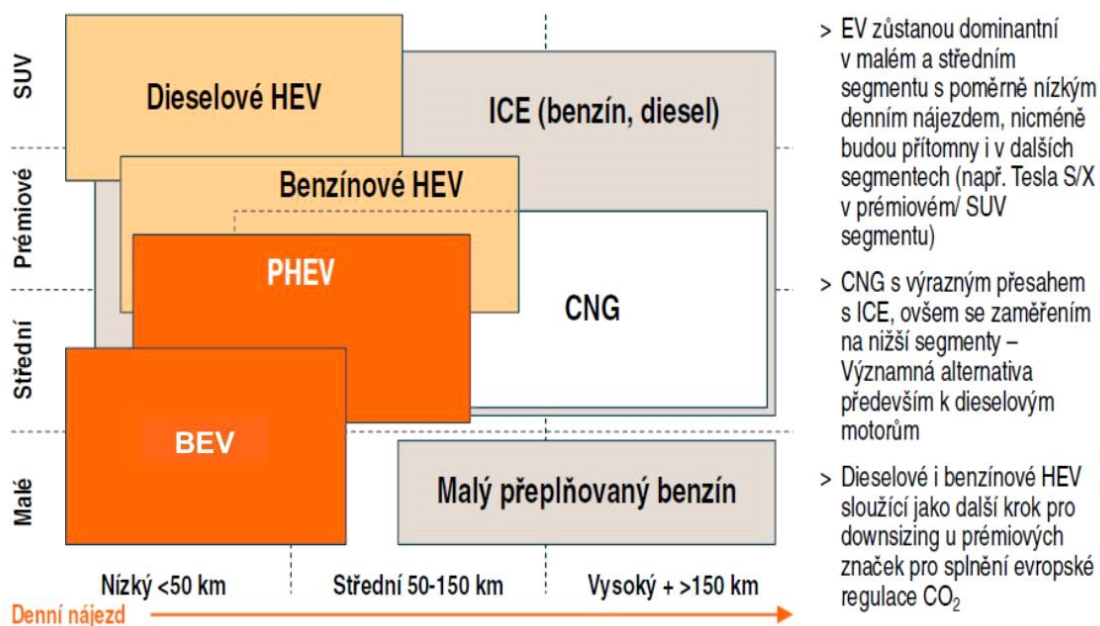 SUV
Prémiové
Střední
Malé
Dieselové HEV
ICE (benzín, diesel)
Benzínové HEV
PHEV
CNG
BEV
Malý přeplňovaný benzín
Nízký <50 km
Střední 50-150 km
Vysoký + >150 km
Denní nájezd
> EV zůstanou dominantní
v malém a středním
segmentu s poměrně nízkým
denním nájezdem, nicméně
budou přítomny i v dalších
segmentech (např. Tesla S/X
v prémiovém/ SUV
segmentu)
> CNG s výrazným přesahem
s ICE, ovšem se zaměřením
na nižší segmenty –
Významná alternativa
především k dieselovým
motorům
> Dieselové i benzínové HEV
sloužící jako další krok pro
downsizing u prémiových
značek pro splnění evropské
regulace CO₂